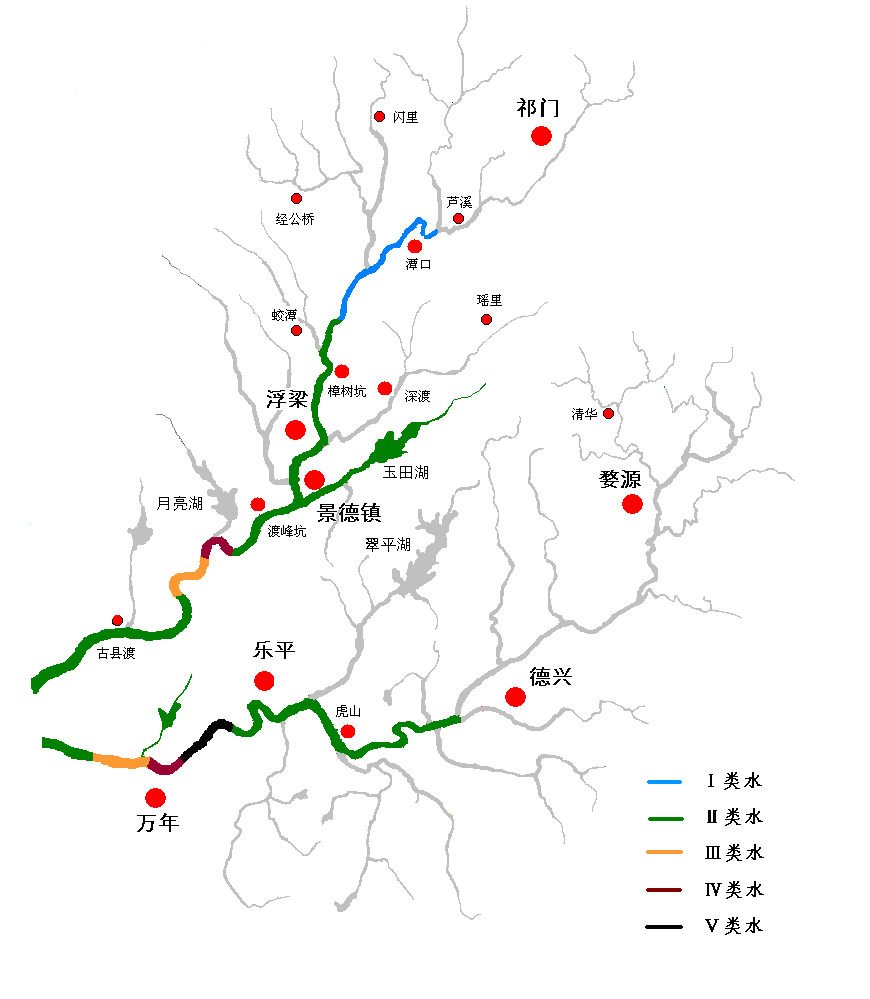 祁门
闪里
芦溪
经公桥
潭口
瑶里
蛟潭
樟树坑
深渡
浮梁
清华
玉田湖
婺源
月亮湖
景德镇
渡峰坑
翠平湖
古县渡
乐平
德兴
虎山
万年
I 类水
II 类水
III 类水
IV 类水
V 类水